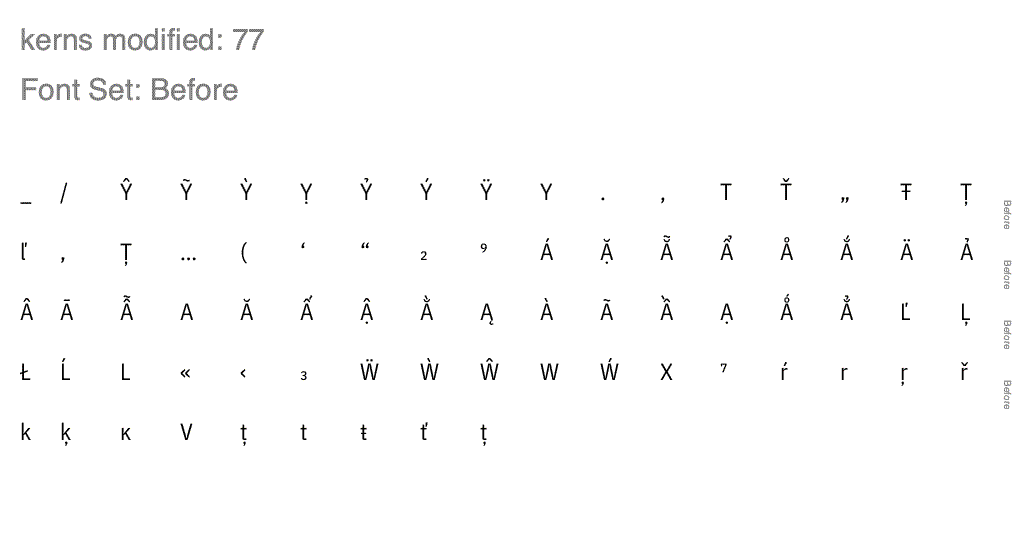 kerns modified: 77
Font Set: Before
_ / Ŷ Ỹ Ỳ Ỵ Ỷ Ý Ÿ Y . , T Ť „ Ŧ Ț Before
ľ , Ţ … ( ‘ “ ₂ ⁹ Á Ặ Ẵ Ẩ Å Ắ Ä Ả Before
Â Ā Ẫ A Ă Ấ Ậ Ằ Ą À Ã Ầ Ạ Ǻ Ẳ Ľ Ļ Before
Ł Ĺ L « ‹ ₃ Ẅ Ẁ Ŵ W Ẃ X ⁷ ŕ r ŗ ř Before
k ķ ĸ V ț t ŧ ť ţ